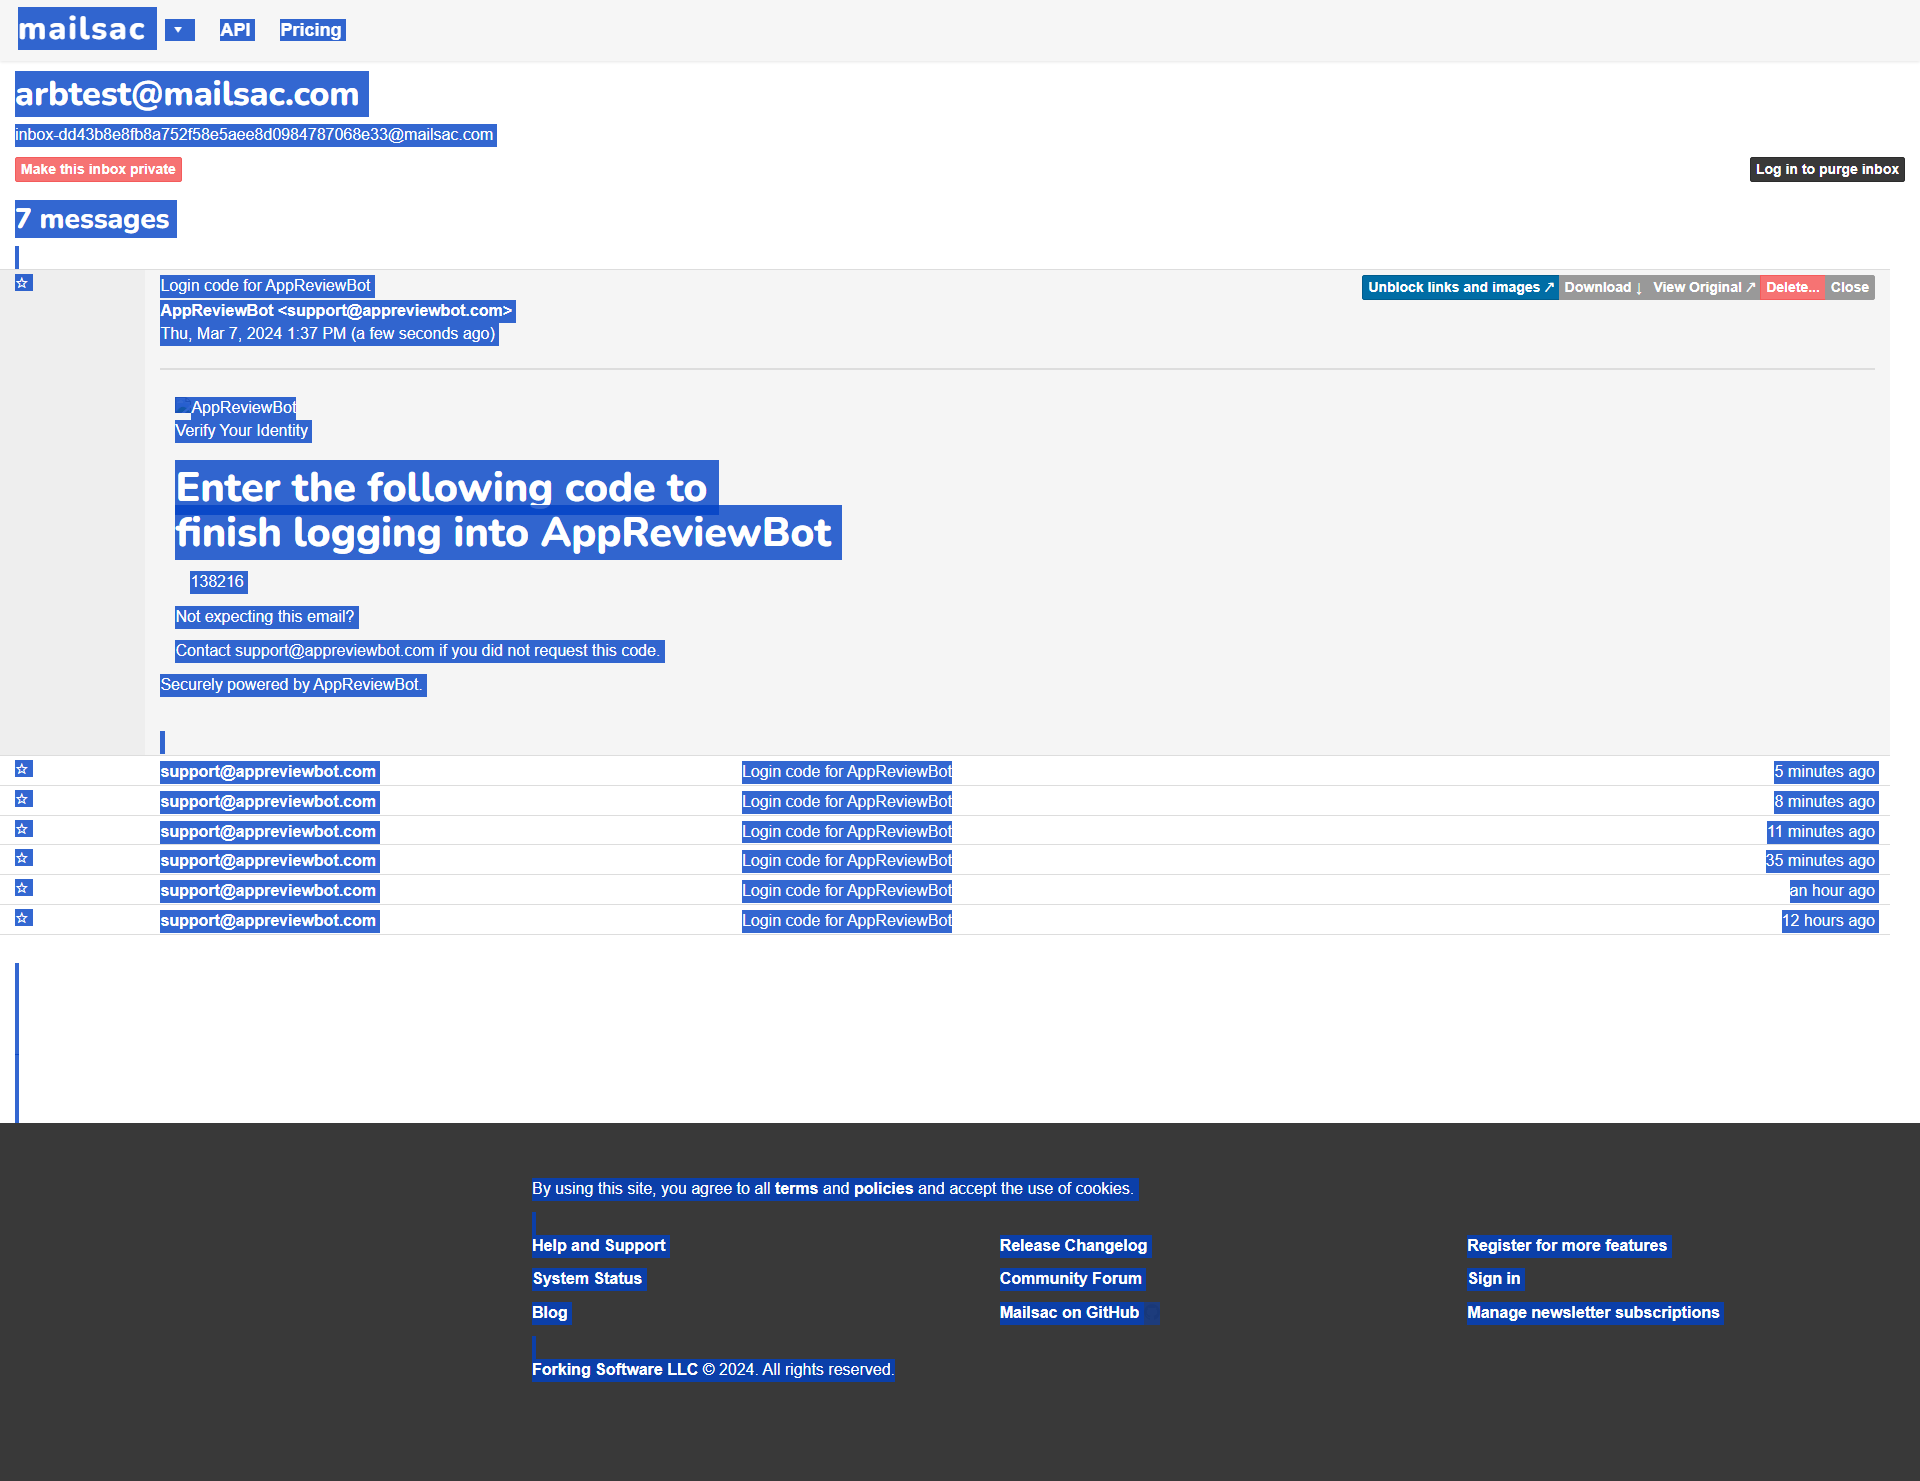 mailsac ▾ API Pricing
arbtest@mailsac.com
inbox-dd43b8e8fb8a752f58e5aee8d0984787068e33@mailsac.com
Make this inbox private Log in to purge inbox
7 messages
☆ Login code for AppReviewBot Unblock links and images ↗ Download ↓ View Original ↗ Delete... Close
AppReviewBot <support@appreviewbot.com>
Thu, Mar 7, 2024 1:37 PM (a few seconds ago)
AppReviewBot
Verify Your Identity
Enter the following code to
finish logging into AppReviewBot
138216
Not expecting this email?
Contact support@appreviewbot.com if you did not request this code.
Securely powered by AppReviewBot.
☆ support@appreviewbot.com Login code for AppReviewBot 5 minutes ago
☆ support@appreviewbot.com Login code for AppReviewBot 8 minutes ago
☆ support@appreviewbot.com Login code for AppReviewBot 11 minutes ago
☆ support@appreviewbot.com Login code for AppReviewBot 35 minutes ago
☆ support@appreviewbot.com Login code for AppReviewBot an hour ago
☆ support@appreviewbot.com Login code for AppReviewBot 12 hours ago
By using this site, you agree to all terms and policies and accept the use of cookies.
Help and Support Release Changelog Register for more features
System Status Community Forum Sign in
Blog Mailsac on GitHub Manage newsletter subscriptions
Forking Software LLC © 2024. All rights reserved.